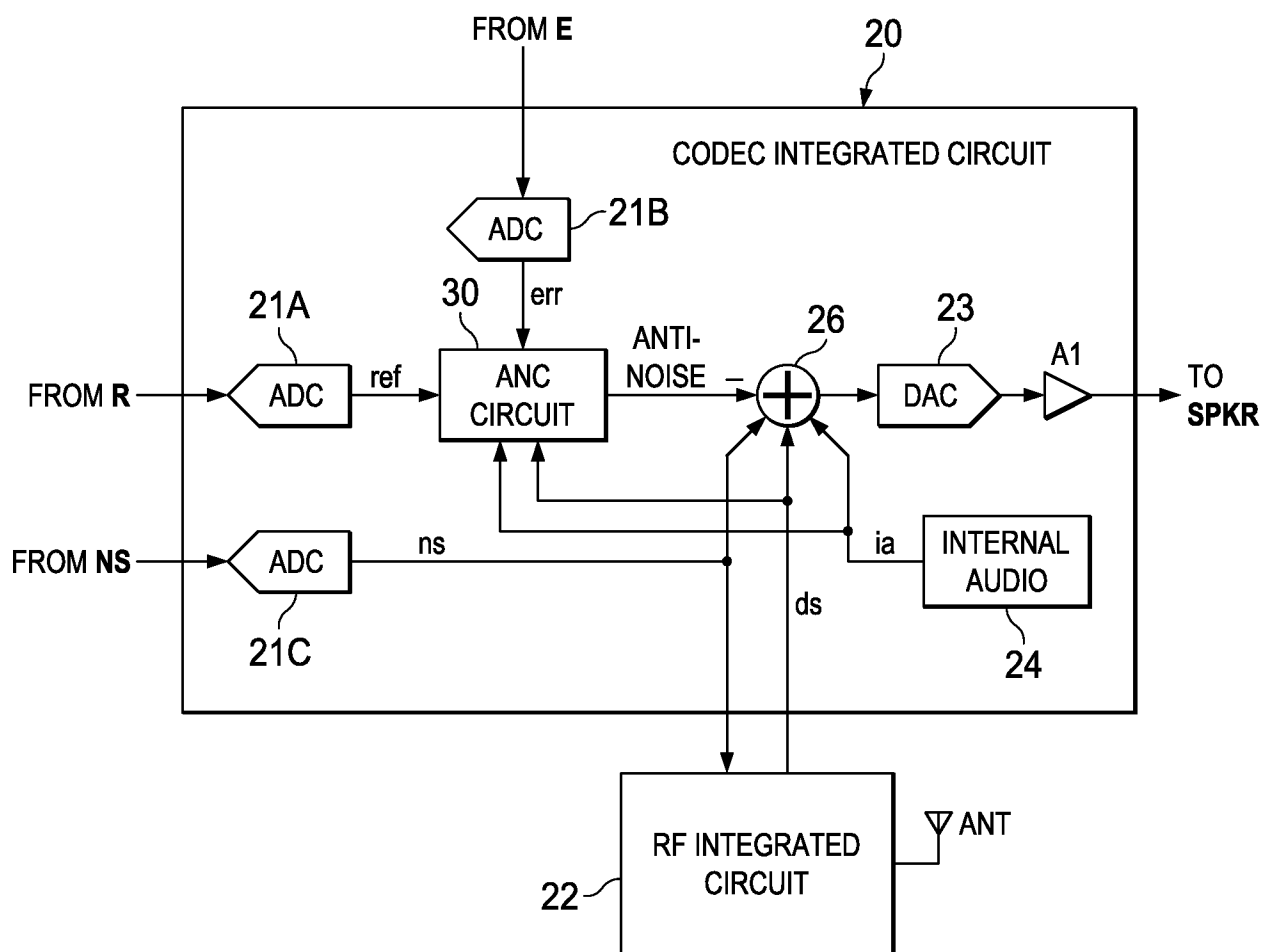 FROM E
20
CODEC INTEGRATED CIRCUIT
ADC
21B
err
21A
30
ANTI-
NOISE
26
23
A1
FROM R
ADC
ref
ANC
CIRCUIT
–
DAC
TO
SPKR
FROM NS
ADC
ns
ia
INTERNAL
AUDIO
21C
ds
24
RF INTEGRATED
CIRCUIT
22
ANT